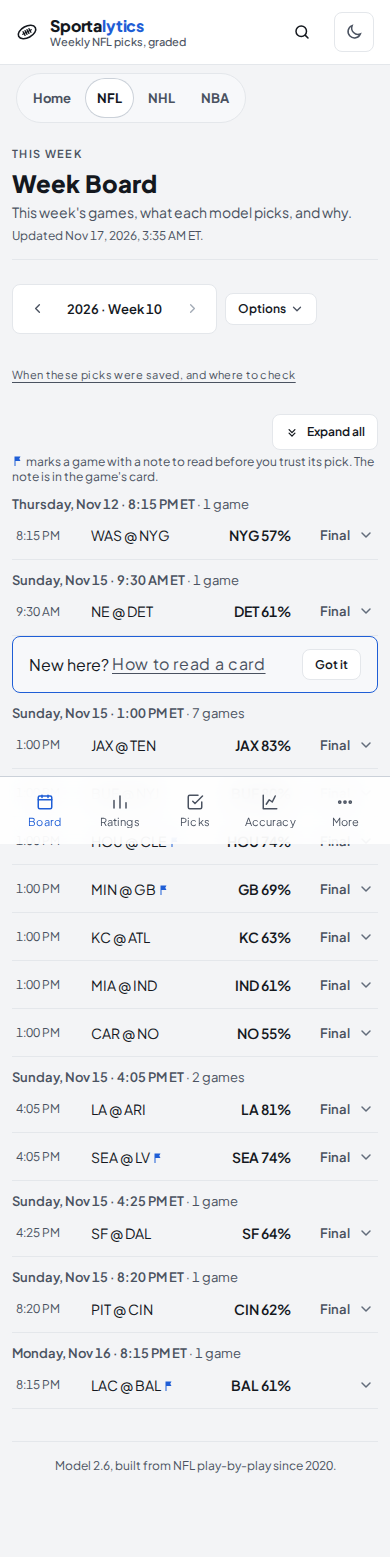 Sportalytics
Weekly NFL picks, graded
Home NFL NHL NBA
THIS WEEK
Week Board
This week's games, what each model picks, and why.
Updated Nov 17, 2026, 3:35 AM ET.
2026 · Week 10
Options
When these picks were saved, and where to check
Expand all
marks a game with a note to read before you trust its pick. The
note is in the game's card.
Thursday, Nov 12 · 8:15 PM ET · 1 game
8:15 PM WAS @ NYG NYG 57% Final
Sunday, Nov 15 · 9:30 AM ET · 1 game
9:30 AM NE @ DET DET 61% Final
New here? How to read a card Got it
Sunday, Nov 15 · 1:00 PM ET · 7 games
1:00 PM JAX @ TEN JAX 83% Final
Board Ratings Picks Accuracy More
1:00 PM MIN @ GB GB 69% Final
1:00 PM KC @ ATL KC 63% Final
1:00 PM MIA @ IND IND 61% Final
1:00 PM CAR @ NO NO 55% Final
Sunday, Nov 15 · 4:05 PM ET · 2 games
4:05 PM LA @ ARI LA 81% Final
4:05 PM SEA @ LV SEA 74% Final
Sunday, Nov 15 · 4:25 PM ET · 1 game
4:25 PM SF @ DAL SF 64% Final
Sunday, Nov 15 · 8:20 PM ET · 1 game
8:20 PM PIT @ CIN CIN 62% Final
Monday, Nov 16 · 8:15 PM ET · 1 game
8:15 PM LAC @ BAL BAL 61%
Model 2.6, built from NFL play-by-play since 2020.